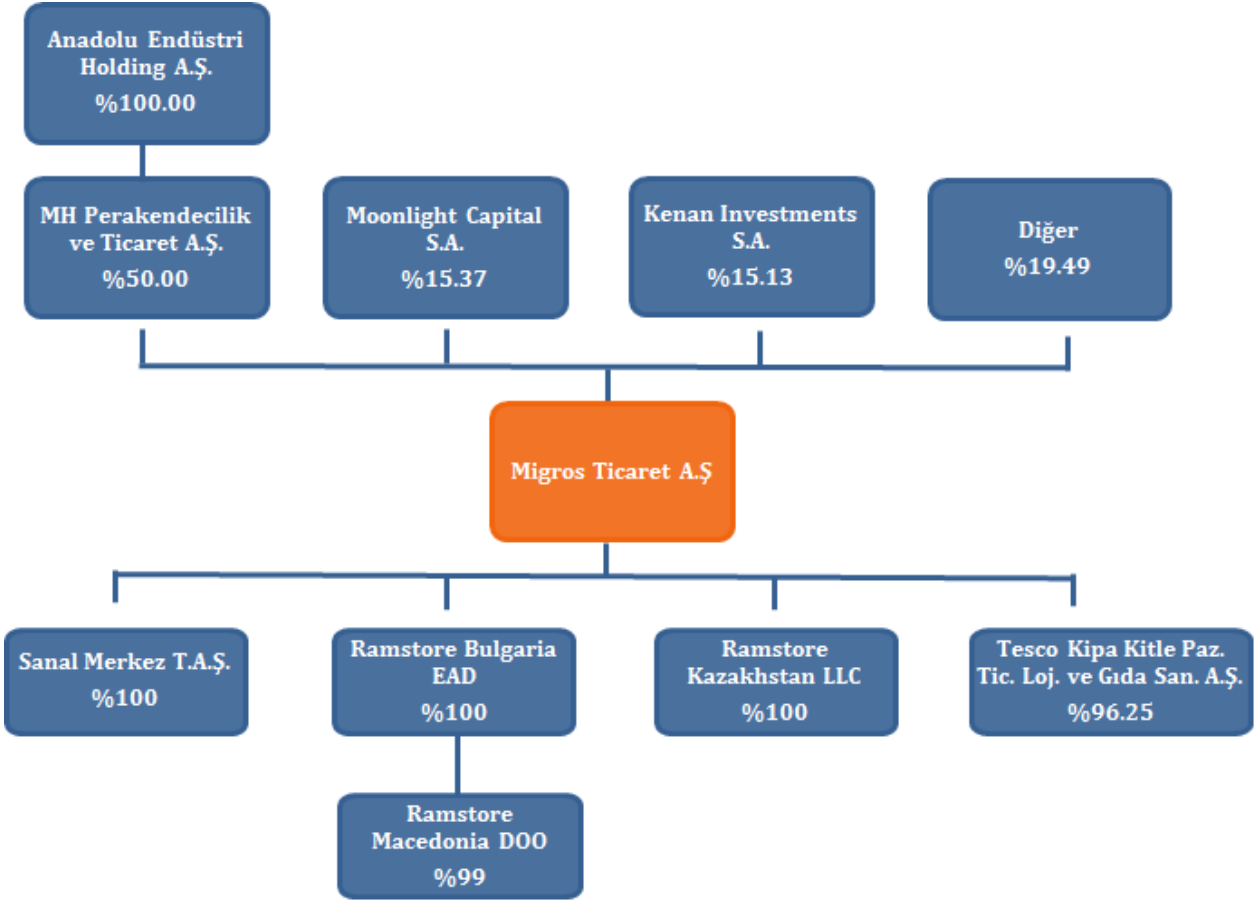 Anadolu Endüstri
Holding A.Ş.
%100.00
MH Perakendecilik
ve Ticaret A.Ş.
%50.00
Moonlight Capital
S.A.
%15.37
Kenan Investments
S.A.
%15.13
Diğer
%19.49
Migros Ticaret A.Ş
Sanal Merkez T.A.Ş.
%100
Ramstore Bulgaria
EAD
%100
Ramstore
Kazakhstan LLC
%100
Tesco Kipa Kitle Paz.
Tic. Loj. ve Gıda San. A.Ş.
%96.25
Ramstore
Macedonia DOO
%99